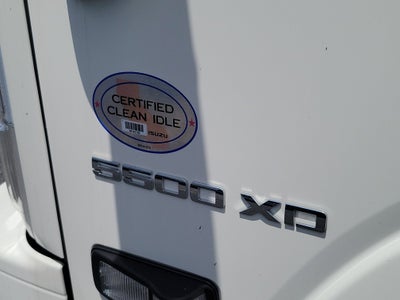 CERTIFIED
CLEAN IDLE
ISUZU
5500 XD